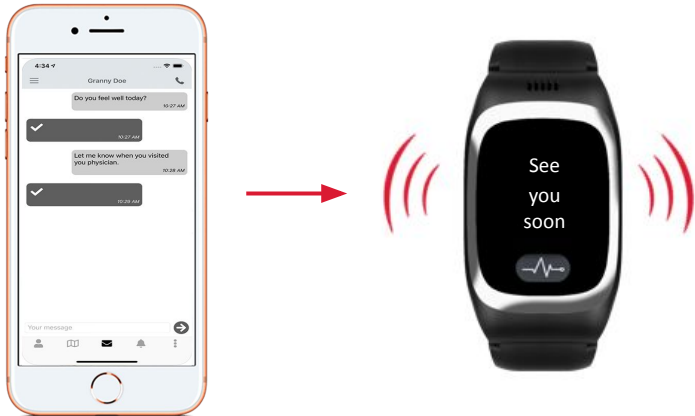 4:34
Granny Doe
Do you feel well today?
10:27 AM
10:27 AM
Let me know when you visited
you physician.
10:28 AM
10:28 AM
Your message
See
you
soon